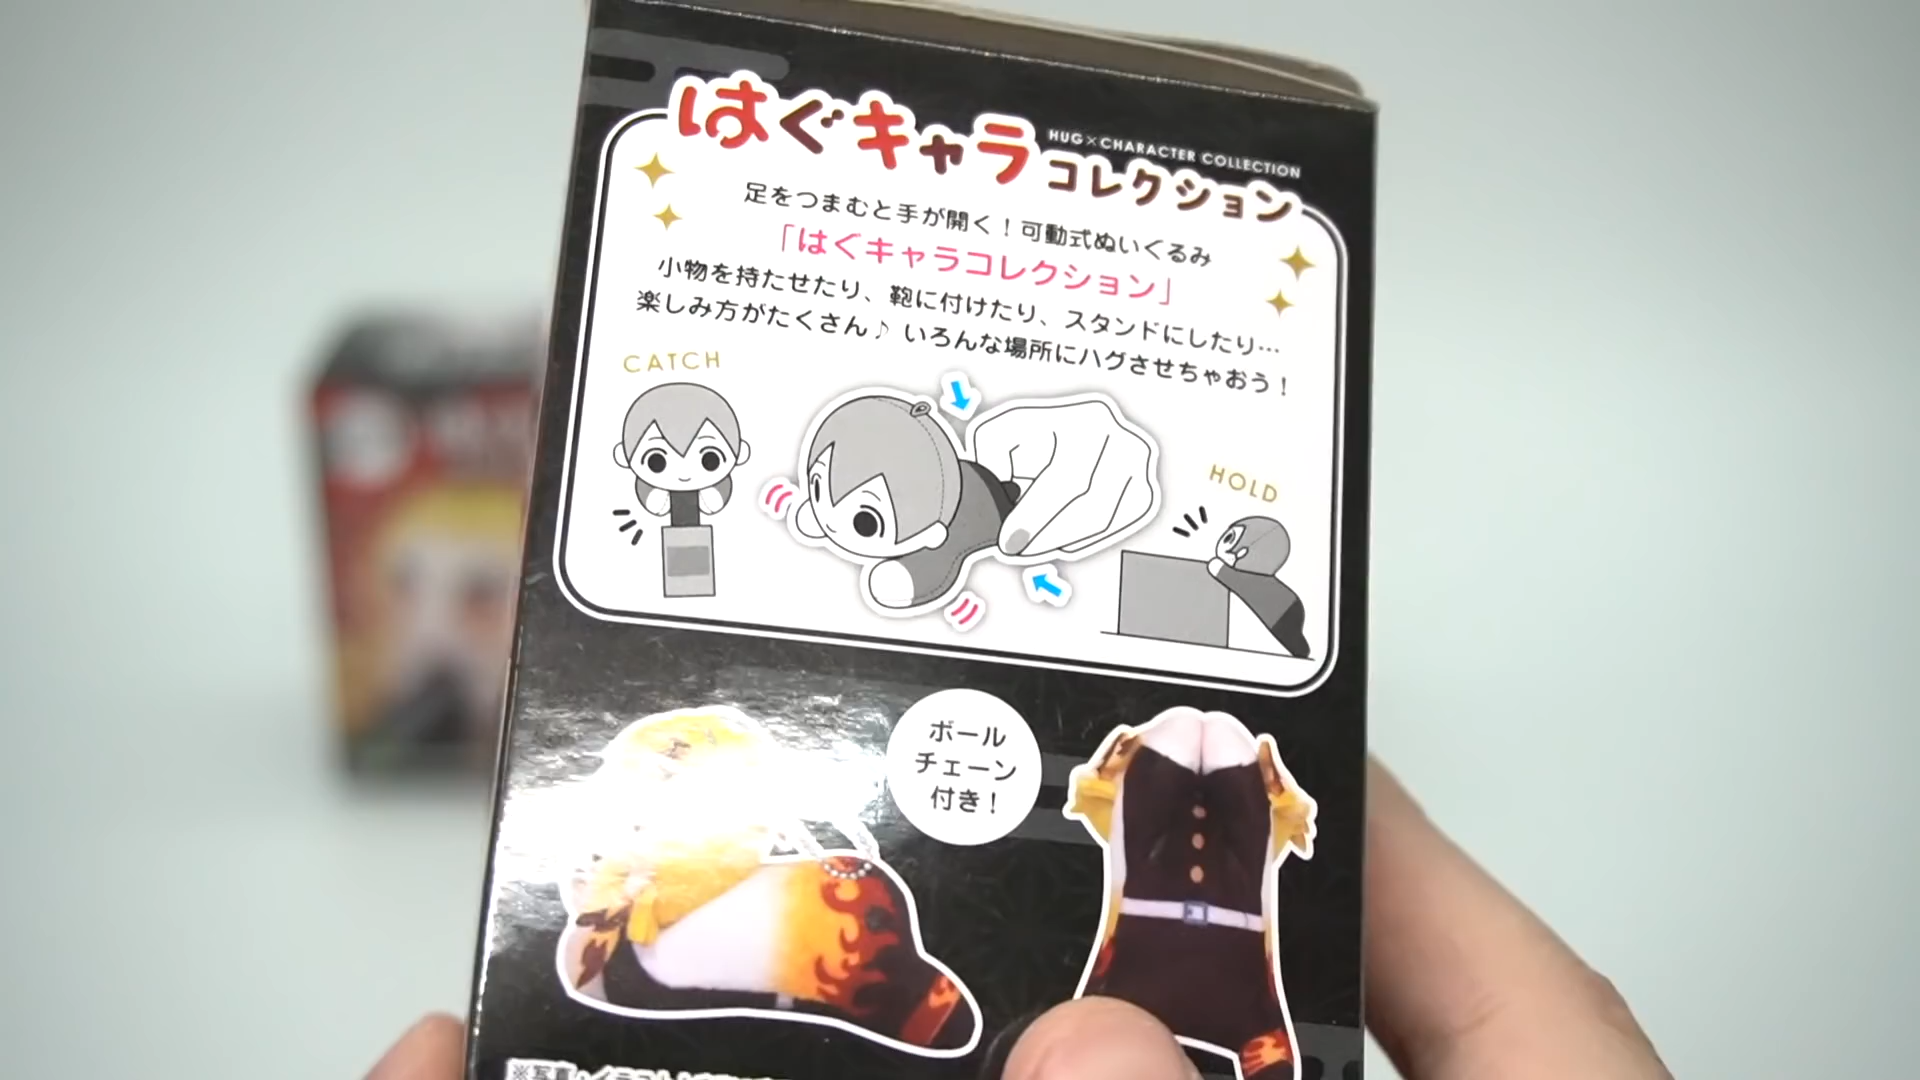 はぐキャラ
HUG×CHARACTER COLLECTION
コレクション
足をつまむと手が開く！可動式ぬいぐるみ
「はぐキャラコレクション」
小物を持たせたり、鞄に付けたり、スタンドにしたり…
楽しみ方がたくさん♪ いろんな場所にハグさせちゃおう！
CATCH
HOLD
ボール
チェーン
付き！